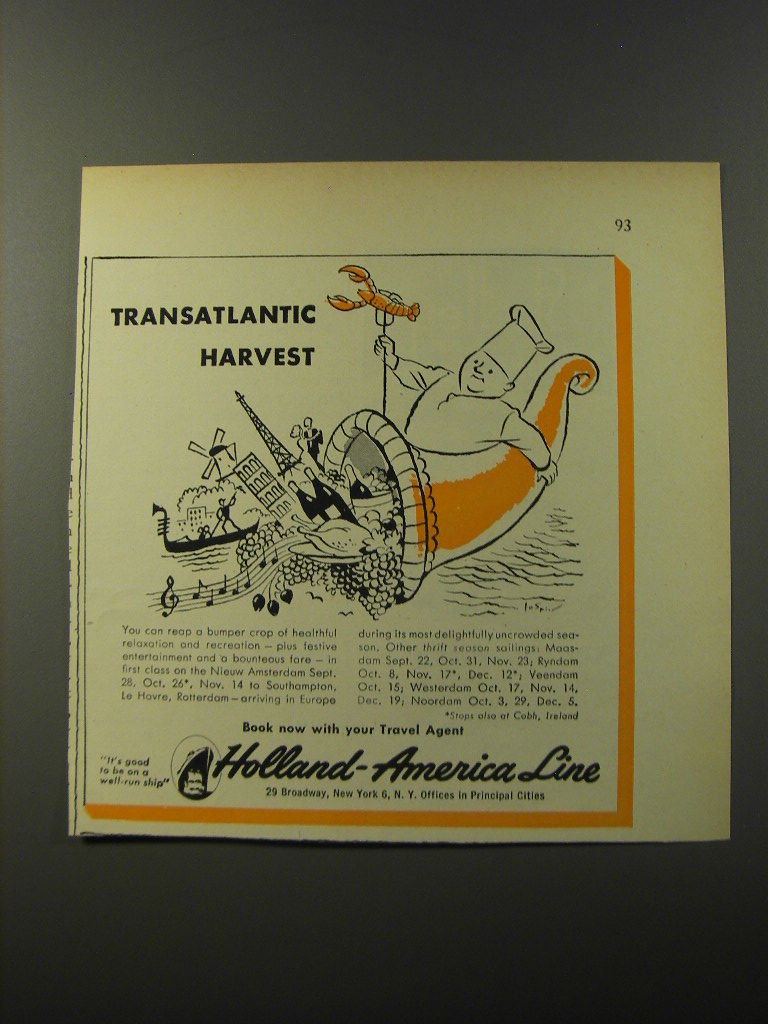 93
TRANSATLANTIC
HARVEST
You can reap a bumper crop of healthful
relaxation and recreation — plus festive
entertainment and a bounteous fare — in
first class on the Nieuw Amsterdam Sept.
28, Oct. 26*, Nov. 14 to Southampton,
Le Havre, Rotterdam — arriving in Europe
during its most delightfully uncrowded sea-
son. Other thrift season sailings: Maas-
dam Sept. 22, Oct. 31, Nov. 23; Ryndam
Oct. 8, Nov. 17*, Dec. 12*; Veendam
Oct. 15; Westerdam Oct. 17, Nov. 14,
Dec. 19; Noordam Oct. 3, 29, Dec. 5.
*Stops also at Cobh, Ireland
Book now with your Travel Agent
"It's good
to be on a
well-run ship"
Holland-America Line
29 Broadway, New York 6, N. Y. Offices in Principal Cities